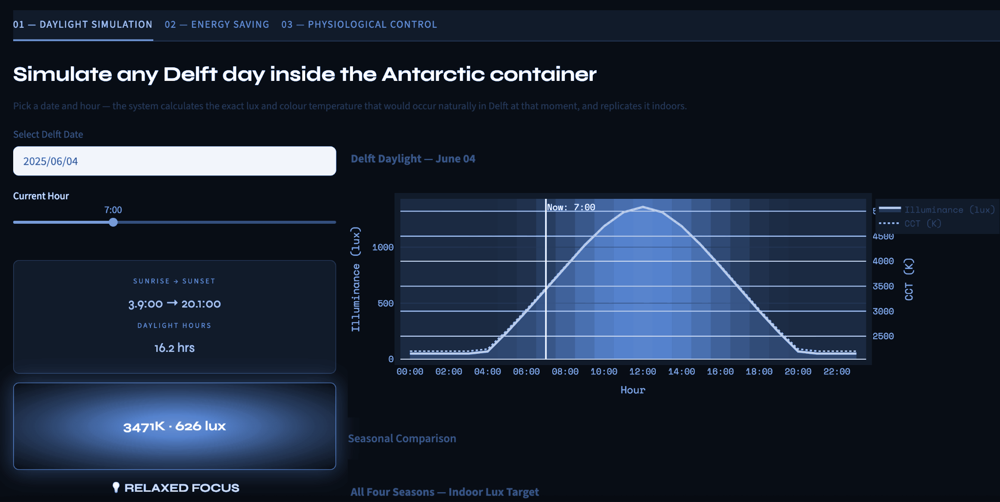 01 — DAYLIGHT SIMULATION 02 — ENERGY SAVING 03 — PHYSIOLOGICAL CONTROL
Simulate any Delft day inside the Antarctic container
Pick a date and hour — the system calculates the exact lux and colour temperature that would occur naturally in Delft at that moment, and replicates it indoors.
Select Delft Date
2025/06/04
Current Hour
7:00
SUNRISE → SUNSET
3.9:00 → 20.1:00
DAYLIGHT HOURS
16.2 hrs
3471K · 626 lux
💡 RELAXED FOCUS
Delft Daylight — June 04
Now: 7:00
Illuminance (lux)
CCT (K)
Illuminance (lux)
1000
500
0
4500
4000
3500
3000
2500
CCT (K)
00:00 02:00 04:00 06:00 08:00 10:00 12:00 14:00 16:00 18:00 20:00 22:00
Hour
Seasonal Comparison
All Four Seasons — Indoor Lux Target